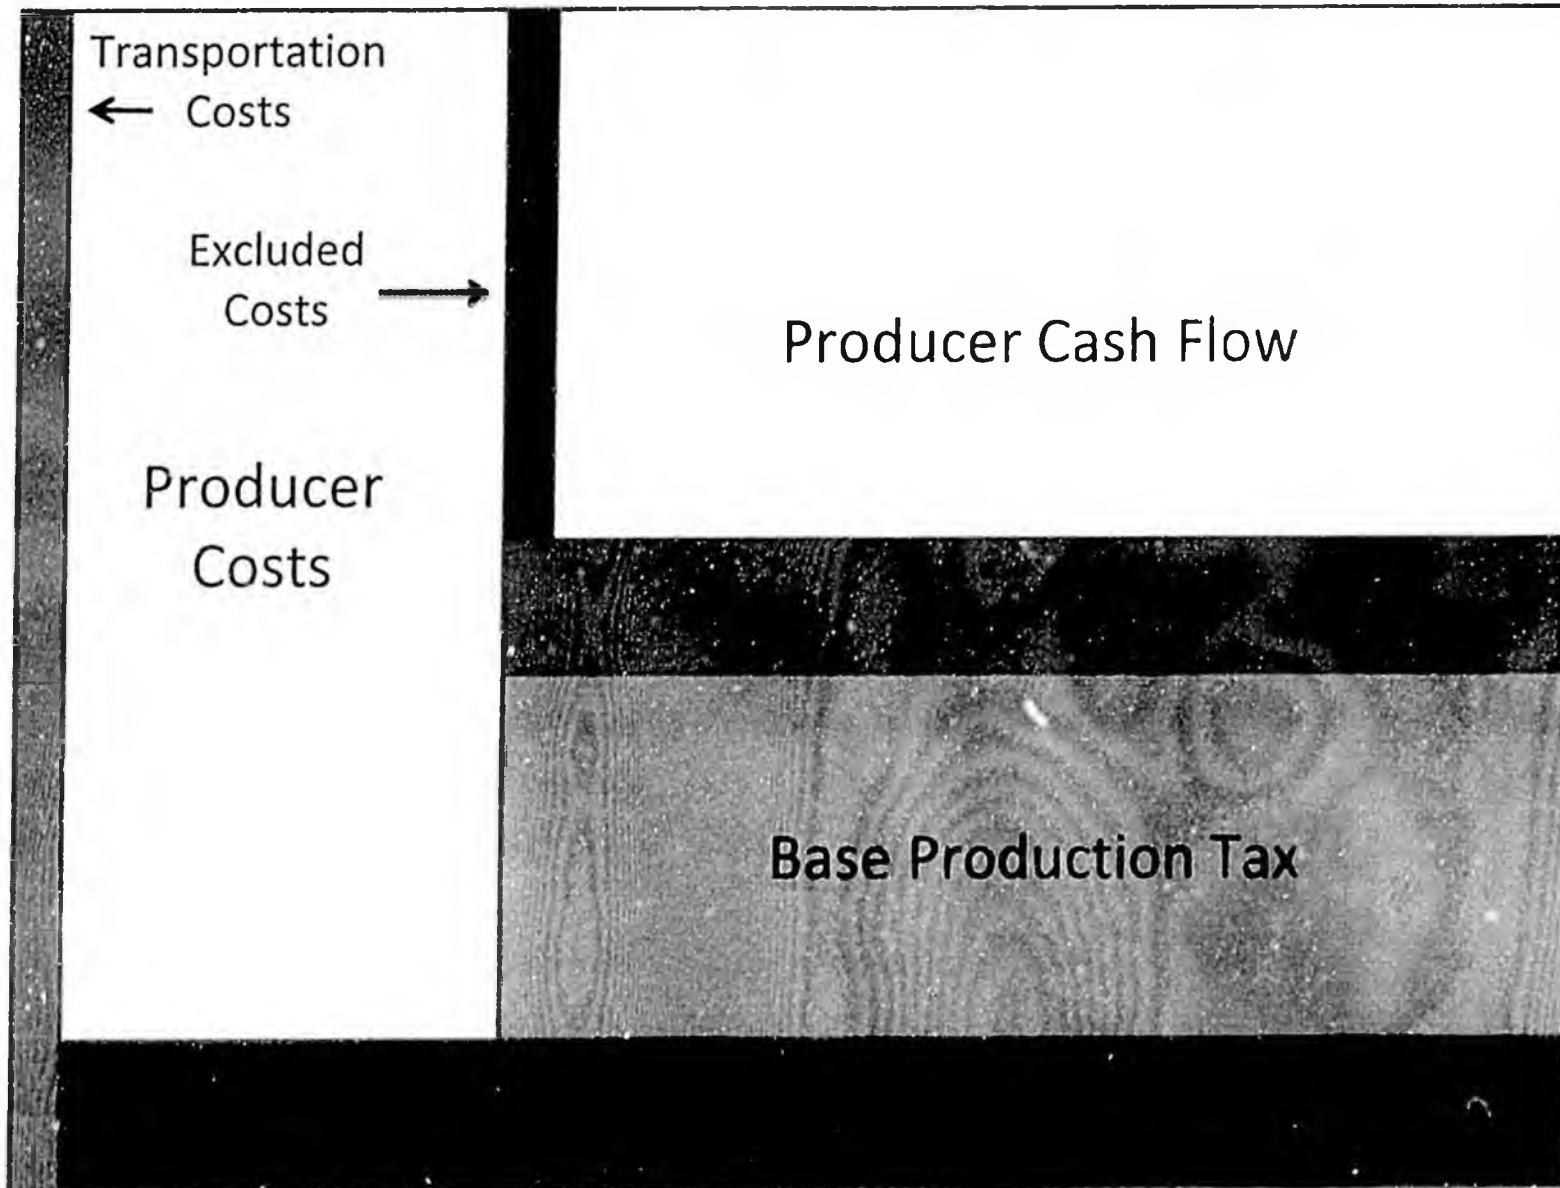 Transportation
Costs
Excluded
Costs
Producer Cash Flow
Producer
Costs
Base Production Tax